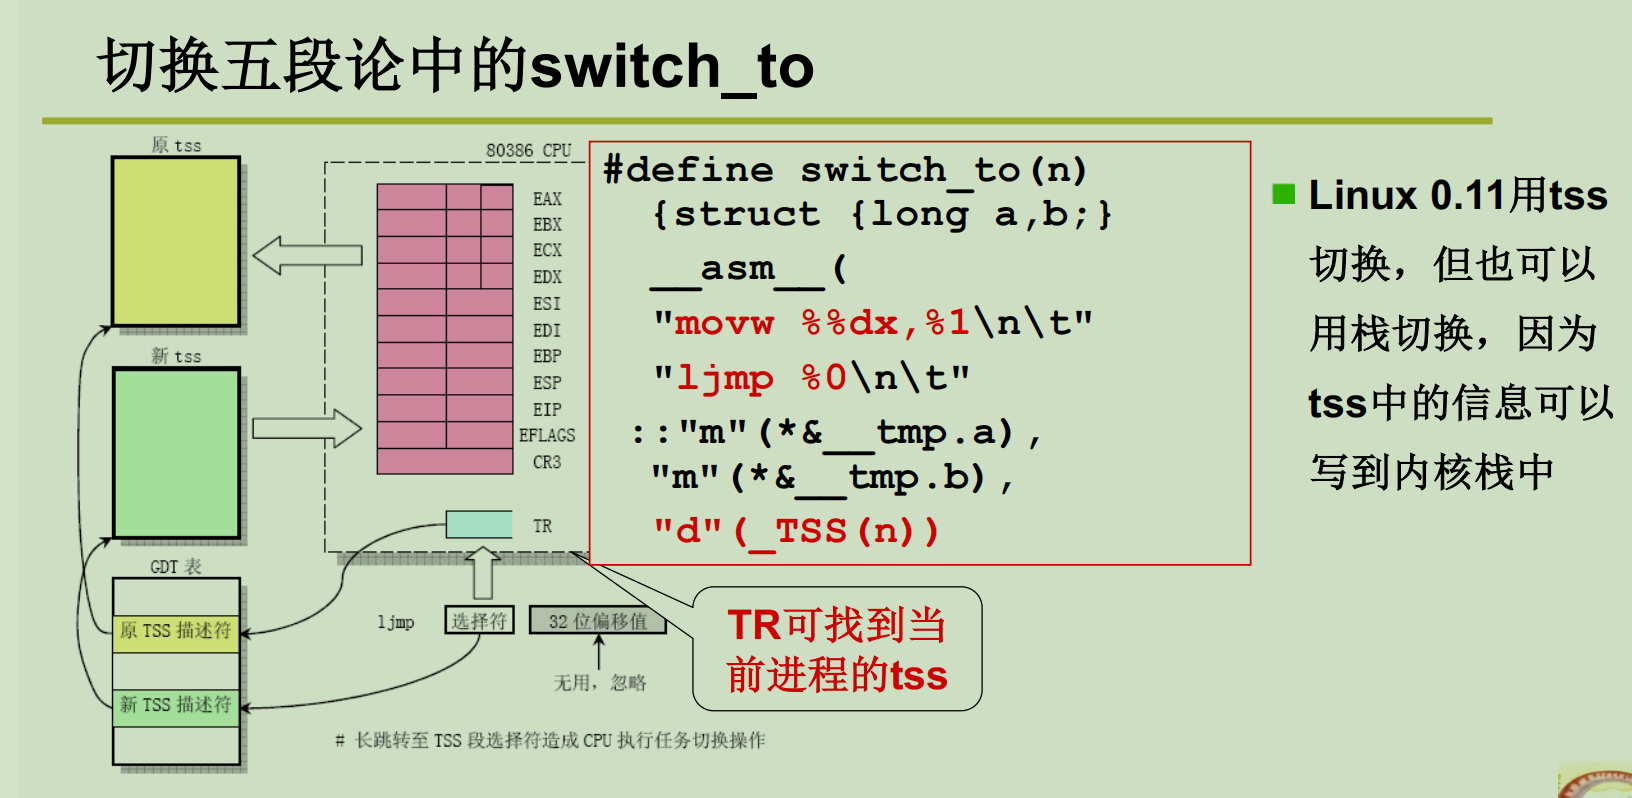 切换五段论中的switch_to
原 tss
80386 CPU
EAX
EBX
ECX
EDX
ESI
EDI
EBP
ESP
EIP
EFLAGS
CR3
TR
新 tss
GDT 表
原 TSS 描述符
新 TSS 描述符
ljmp
选择符
32 位偏移值
无用，忽略
# 长跳转至 TSS 段选择符造成 CPU 执行任务切换操作
#define switch_to(n)
{struct {long a,b;}
__asm__(
"movw %%dx,%1\n\t"
"ljmp %0\n\t"
::"m"(*&__tmp.a),
"m"(*&__tmp.b),
"d"(_TSS(n))
TR可找到当
前进程的tss
Linux 0.11用tss
切换，但也可以
用栈切换，因为
tss中的信息可以
写到内核栈中